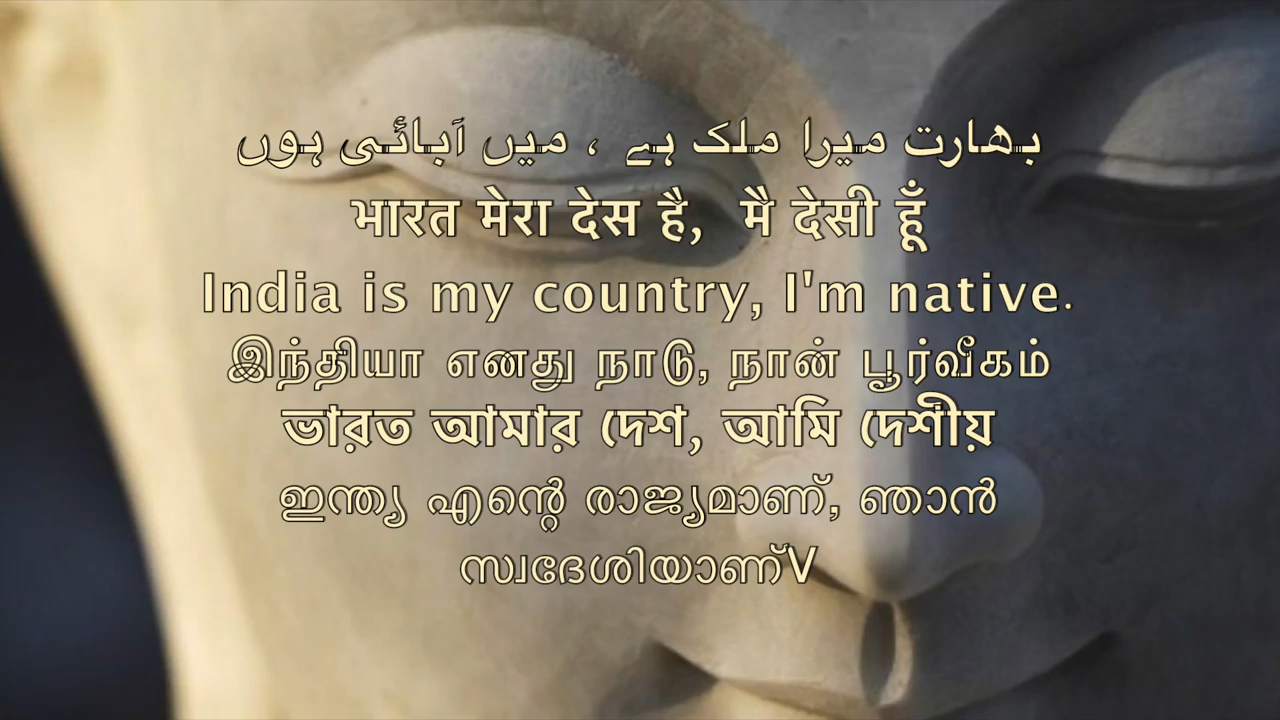 بھارت میرا ملک ہے ، میں آبائی ہوں
भारत मेरा देस है, मै देसी हूँ
India is my country, I'm native.
இந்தியா எனது நாடு, நான் பூர்வீகம்
ভারত আমার দেশ, আমি দেশীয়
ഇന്ത്യ എന്റെ രാജ്യമാണ്, ഞാൻ
സ്വദേശിയാണ്V